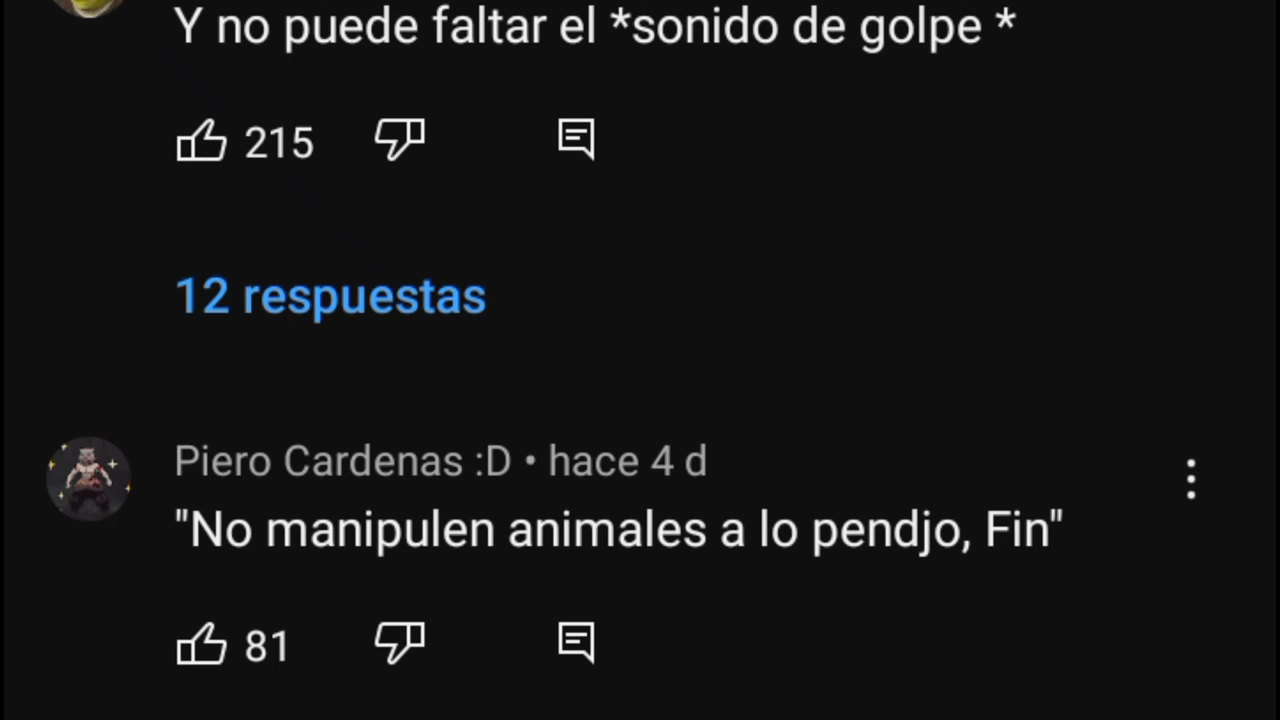 Y no puede faltar el *sonido de golpe *
215
12 respuestas
Piero Cardenas :D • hace 4 d
"No manipulen animales a lo pendjo, Fin"
81